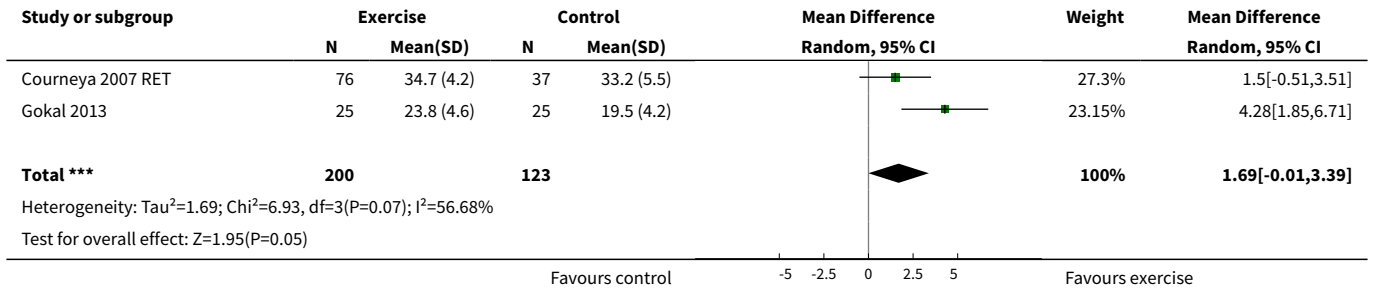 Study or subgroup Exercise Control Mean Difference Weight Mean Difference
N Mean(SD) N Mean(SD) Random, 95% CI Random, 95% CI
Courneya 2007 RET 76 34.7 (4.2) 37 33.2 (5.5) 27.3% 1.5[-0.51,3.51]
Gokal 2013 25 23.8 (4.6) 25 19.5 (4.2) 23.15% 4.28[1.85,6.71]
Total *** 200 123 100% 1.69[-0.01,3.39]
Heterogeneity: Tau²=1.69; Chi²=6.93, df=3(P=0.07); I²=56.68%
Test for overall effect: Z=1.95(P=0.05)
Favours control -5 -2.5 0 2.5 5 Favours exercise